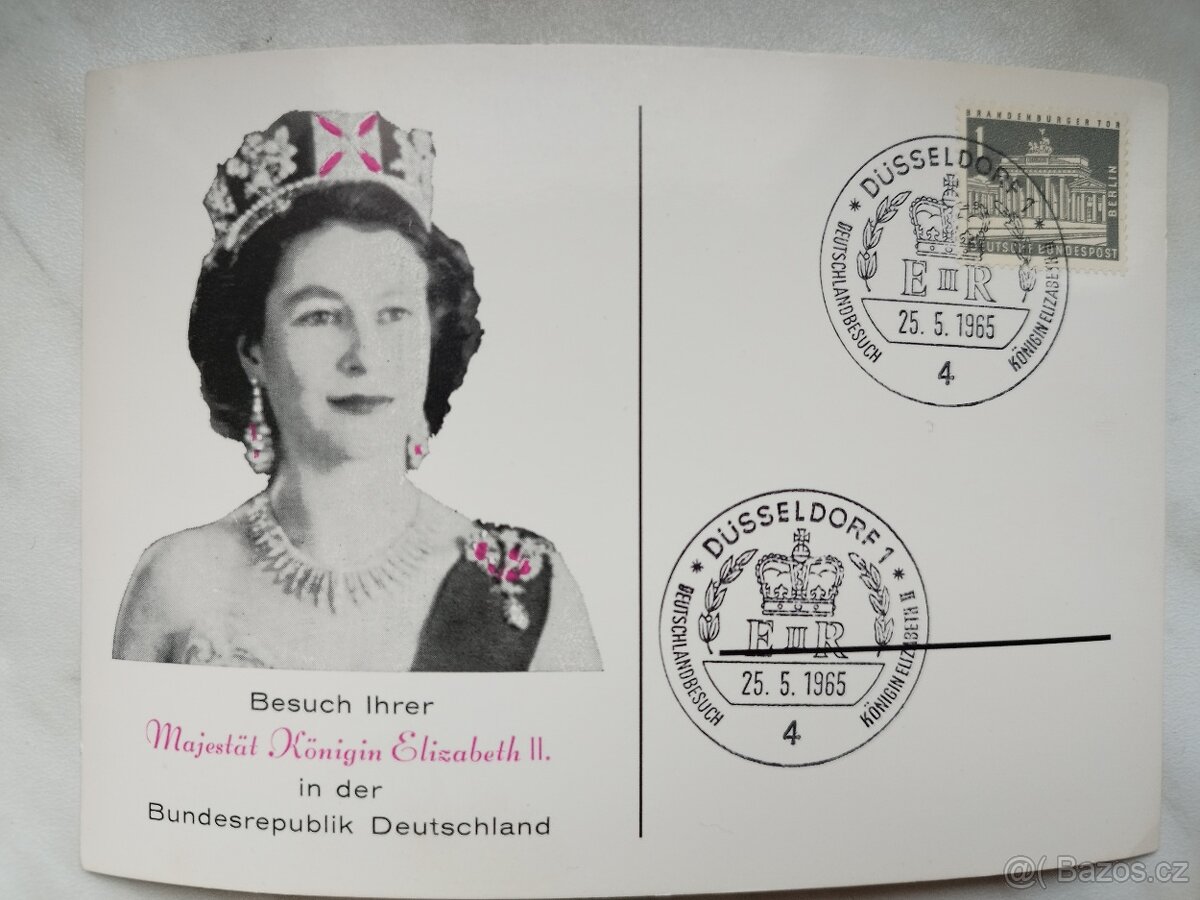 Besuch Ihrer
Majestät Königin Elizabeth II.
in der
Bundesrepublik Deutschland
BRANDENBURGER TOR
1
BERLIN
DEUTSCHE BUNDESPOST
* DÜSSELDORF 1 *
E II R
25. 5. 1965
DEUTSCHLANDBESUCH
KÖNIGIN ELIZABETH II
4
* DÜSSELDORF 1 *
E II R
25. 5. 1965
DEUTSCHLANDBESUCH
KÖNIGIN ELIZABETH II
4
@( Bazos.cz